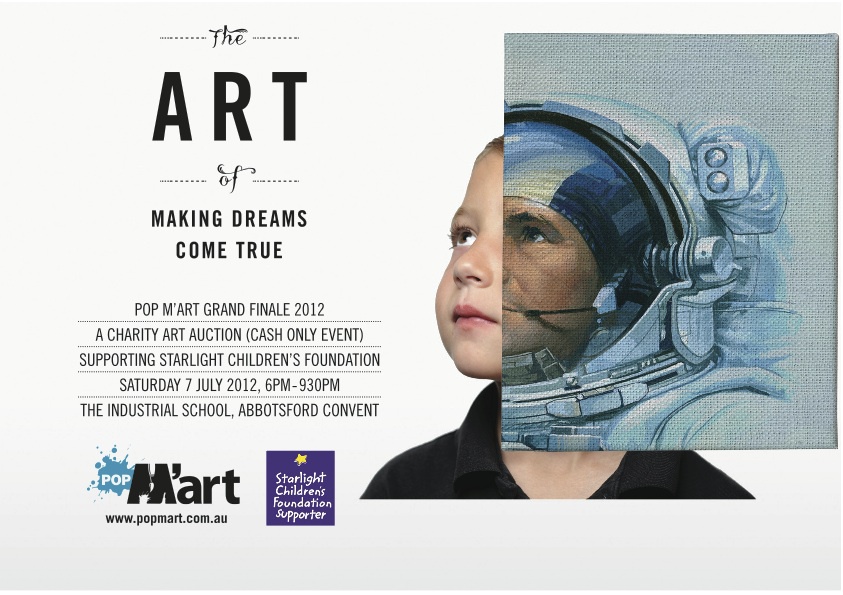 The
ART
of
MAKING DREAMS
COME TRUE
POP M'ART GRAND FINALE 2012
A CHARITY ART AUCTION (CASH ONLY EVENT)
SUPPORTING STARLIGHT CHILDREN'S FOUNDATION
SATURDAY 7 JULY 2012, 6PM-930PM
THE INDUSTRIAL SCHOOL, ABBOTSFORD CONVENT
POP M'art
www.popmart.com.au
Starlight
Children's
Foundation
Supporter